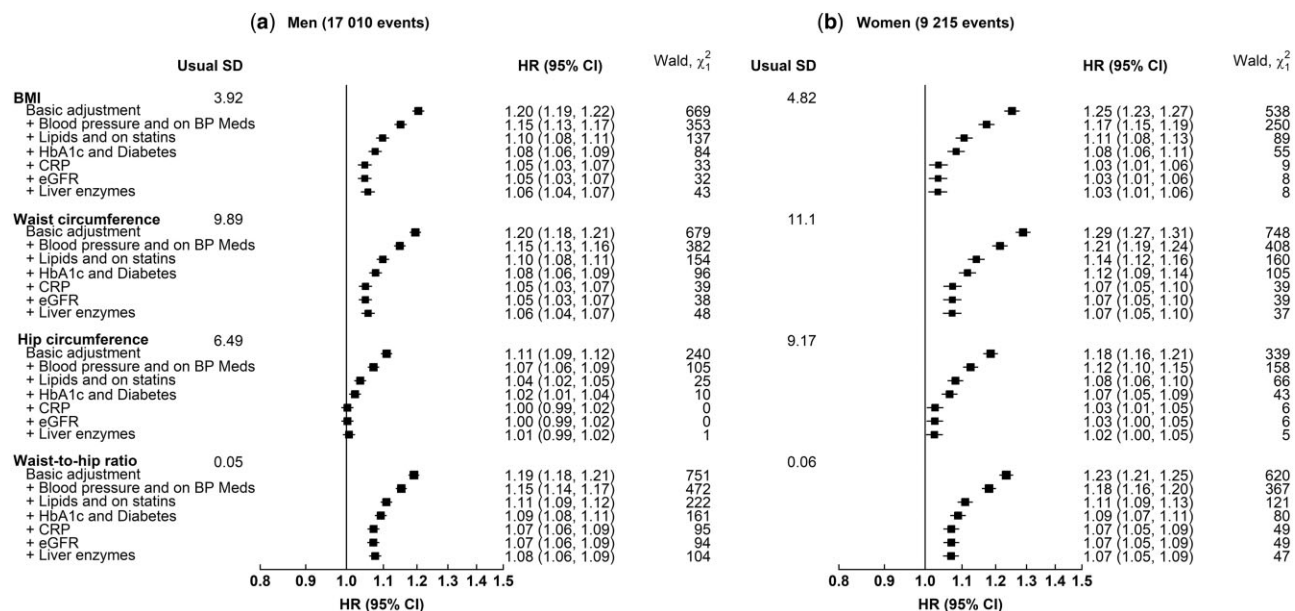 (a) Men (17 010 events) (b) Women (9 215 events)
Usual SD HR (95% CI) Wald, χ²₁ Usual SD HR (95% CI) Wald, χ²₁
BMI 3.92 4.82
Basic adjustment 1.20 (1.19, 1.22) 669 1.25 (1.23, 1.27) 538
+ Blood pressure and on BP Meds 1.15 (1.13, 1.17) 353 1.17 (1.15, 1.19) 250
+ Lipids and on statins 1.10 (1.08, 1.11) 137 1.11 (1.08, 1.13) 89
+ HbA1c and Diabetes 1.08 (1.06, 1.09) 84 1.08 (1.06, 1.11) 55
+ CRP 1.05 (1.03, 1.07) 33 1.03 (1.01, 1.06) 9
+ eGFR 1.05 (1.03, 1.07) 32 1.03 (1.01, 1.06) 8
+ Liver enzymes 1.06 (1.04, 1.07) 43 1.03 (1.01, 1.06) 8
Waist circumference 9.89 11.1
Basic adjustment 1.20 (1.18, 1.21) 679 1.29 (1.27, 1.31) 748
+ Blood pressure and on BP Meds 1.15 (1.13, 1.16) 382 1.21 (1.19, 1.24) 408
+ Lipids and on statins 1.10 (1.08, 1.11) 154 1.14 (1.12, 1.16) 160
+ HbA1c and Diabetes 1.08 (1.06, 1.09) 96 1.12 (1.09, 1.14) 105
+ CRP 1.05 (1.03, 1.07) 39 1.07 (1.05, 1.10) 39
+ eGFR 1.05 (1.03, 1.07) 38 1.07 (1.05, 1.10) 39
+ Liver enzymes 1.06 (1.04, 1.07) 48 1.07 (1.05, 1.10) 37
Hip circumference 6.49 9.17
Basic adjustment 1.11 (1.09, 1.12) 240 1.18 (1.16, 1.21) 339
+ Blood pressure and on BP Meds 1.07 (1.06, 1.09) 105 1.12 (1.10, 1.15) 158
+ Lipids and on statins 1.04 (1.02, 1.05) 25 1.08 (1.06, 1.10) 66
+ HbA1c and Diabetes 1.02 (1.01, 1.04) 10 1.07 (1.05, 1.09) 43
+ CRP 1.00 (0.99, 1.02) 0 1.03 (1.01, 1.05) 6
+ eGFR 1.00 (0.99, 1.02) 0 1.03 (1.00, 1.05) 6
+ Liver enzymes 1.01 (0.99, 1.02) 1 1.02 (1.00, 1.05) 5
Waist-to-hip ratio 0.05 0.06
Basic adjustment 1.19 (1.18, 1.21) 751 1.23 (1.21, 1.25) 620
+ Blood pressure and on BP Meds 1.15 (1.14, 1.17) 472 1.18 (1.16, 1.20) 367
+ Lipids and on statins 1.11 (1.09, 1.12) 222 1.11 (1.09, 1.13) 121
+ HbA1c and Diabetes 1.09 (1.08, 1.11) 161 1.09 (1.07, 1.11) 80
+ CRP 1.07 (1.06, 1.09) 95 1.07 (1.05, 1.09) 49
+ eGFR 1.07 (1.06, 1.09) 94 1.07 (1.05, 1.09) 49
+ Liver enzymes 1.08 (1.06, 1.09) 104 1.07 (1.05, 1.09) 47
0.8 0.9 1.0 1.1 1.2 1.3 1.4 1.5 0.8 0.9 1.0 1.1 1.2 1.3 1.4 1.5
HR (95% CI) HR (95% CI)